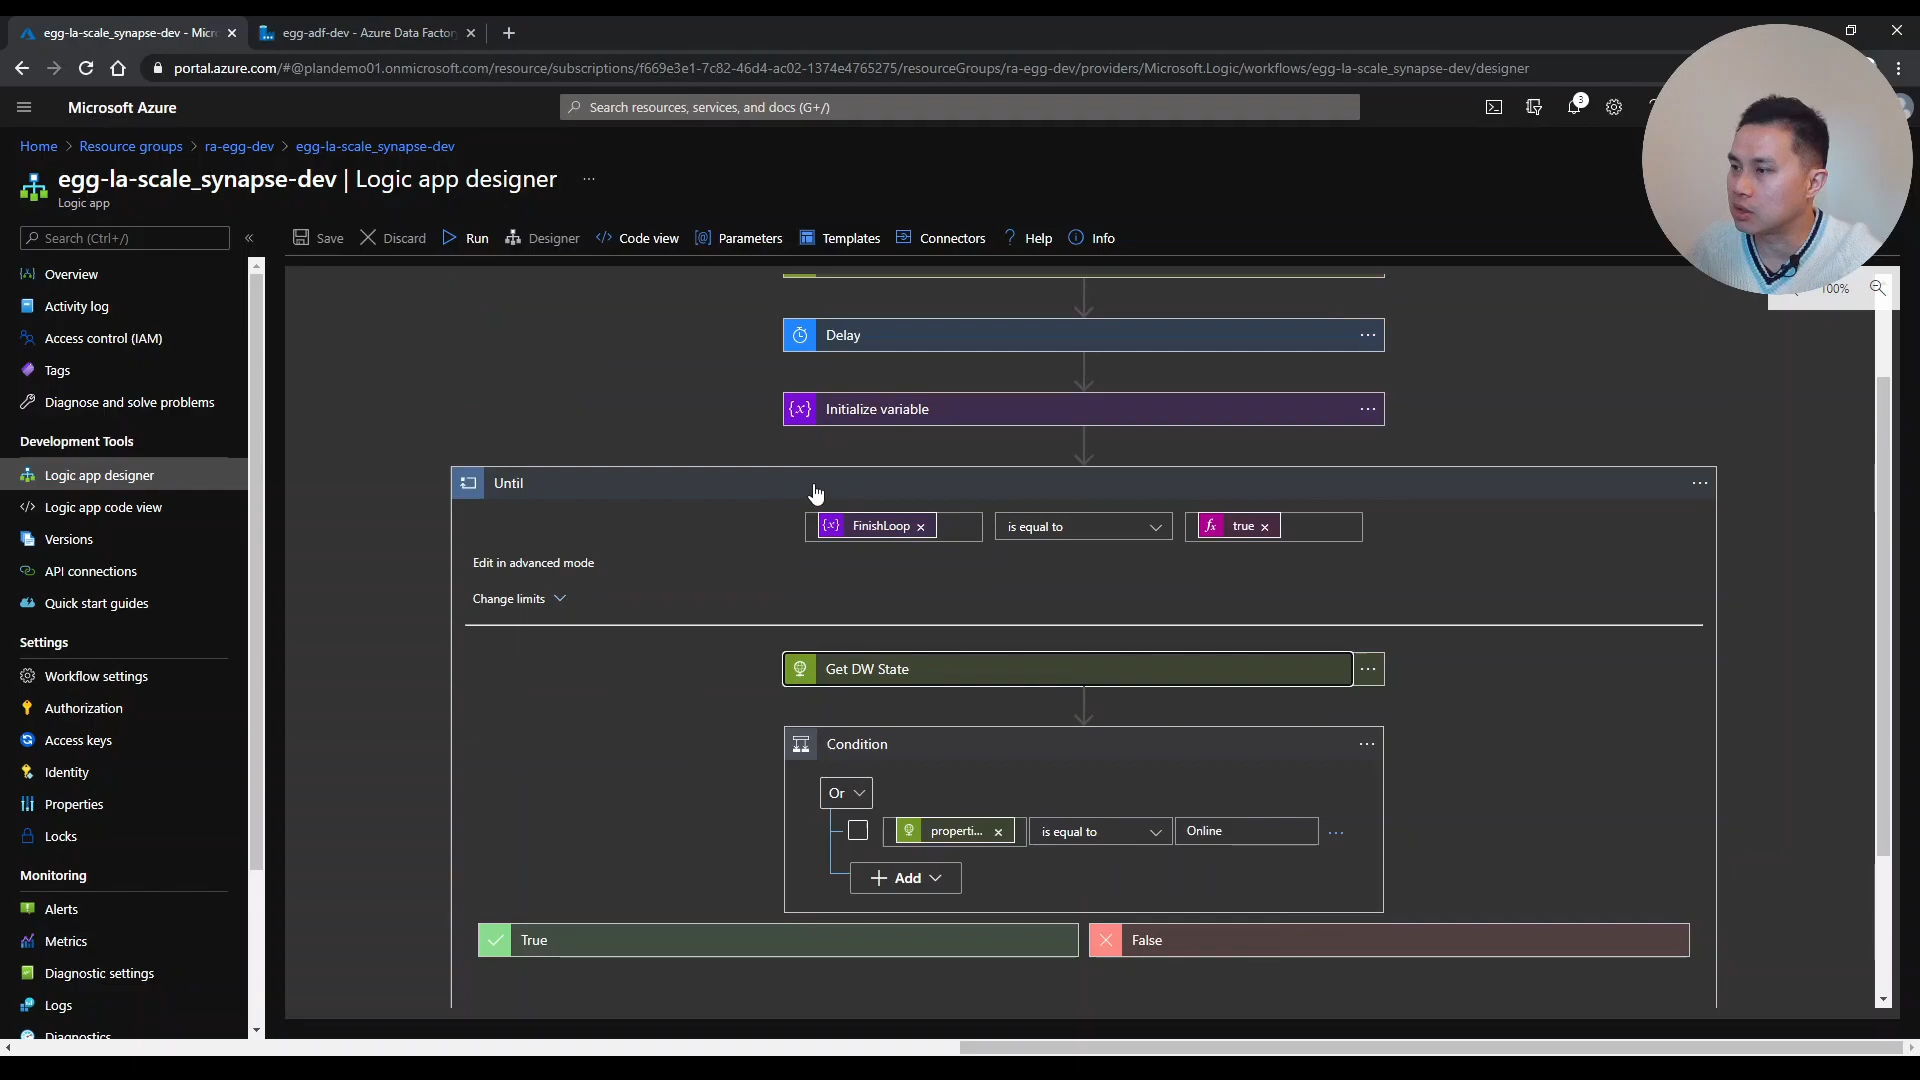 egg-la-scale_synapse-dev - Micr
egg-adf-dev - Azure Data Factory
portal.azure.com/#@plandemo01.onmicrosoft.com/resource/subscriptions/f669e3e1-7c82-46d4-ac02-1374e4765275/resourceGroups/ra-egg-dev/providers/Microsoft.Logic/workflows/egg-la-scale_synapse-dev/designer
Microsoft Azure
Search resources, services, and docs (G+/)
3
Home > Resource groups > ra-egg-dev > egg-la-scale_synapse-dev
egg-la-scale_synapse-dev | Logic app designer ...
Logic app
Search (Ctrl+/)
«
Save
Discard
Run
Designer
Code view
Parameters
Templates
Connectors
Help
Info
Overview
Activity log
Access control (IAM)
Tags
Diagnose and solve problems
Development Tools
Logic app designer
Logic app code view
Versions
API connections
Quick start guides
Settings
Workflow settings
Authorization
Access keys
Identity
Properties
Locks
Monitoring
Alerts
Metrics
Diagnostic settings
Logs
Diagnostics
100%
Delay
{x} Initialize variable
Until
{x} FinishLoop
is equal to
fx true
Edit in advanced mode
Change limits
Get DW State
Condition
Or
properti...
is equal to
Online
Add
True
False